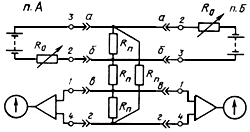 п. А
п. Б
3 а а 2 R₀
Rп
R₀ 2 б б 3
Rп Rп
1 в в 1
Rп
4 г г 4